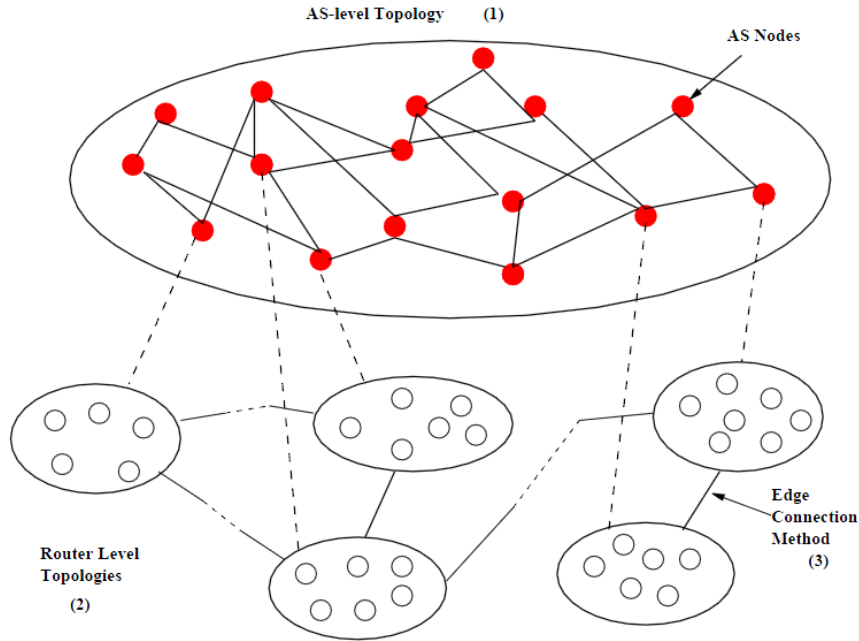 AS-level Topology (1)
AS Nodes
Edge
Connection
Method
(3)
Router Level
Topologies
(2)